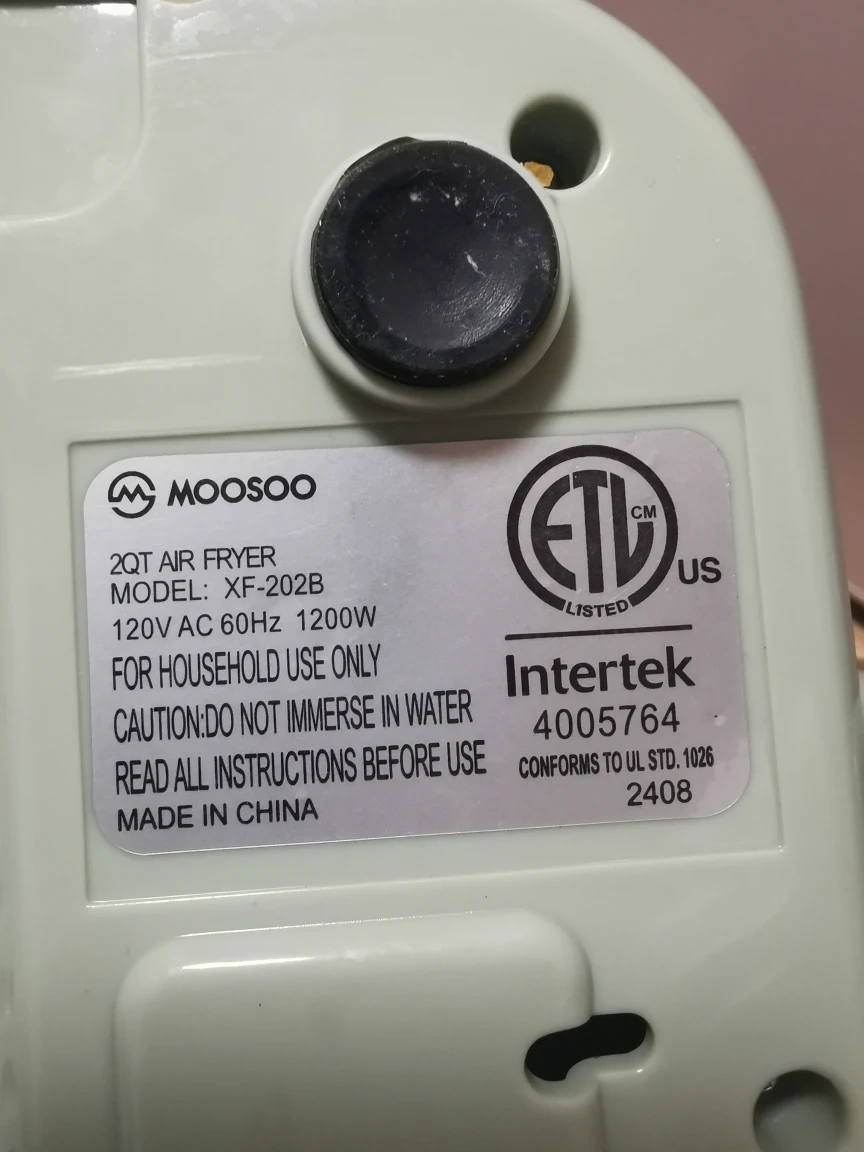 MOOSOO
2QT AIR FRYER
MODEL: XF-202B
120V AC 60Hz 1200W
FOR HOUSEHOLD USE ONLY
CAUTION:DO NOT IMMERSE IN WATER
READ ALL INSTRUCTIONS BEFORE USE
MADE IN CHINA
ETL CM
LISTED
US
Intertek
4005764
CONFORMS TO UL STD. 1026
2408